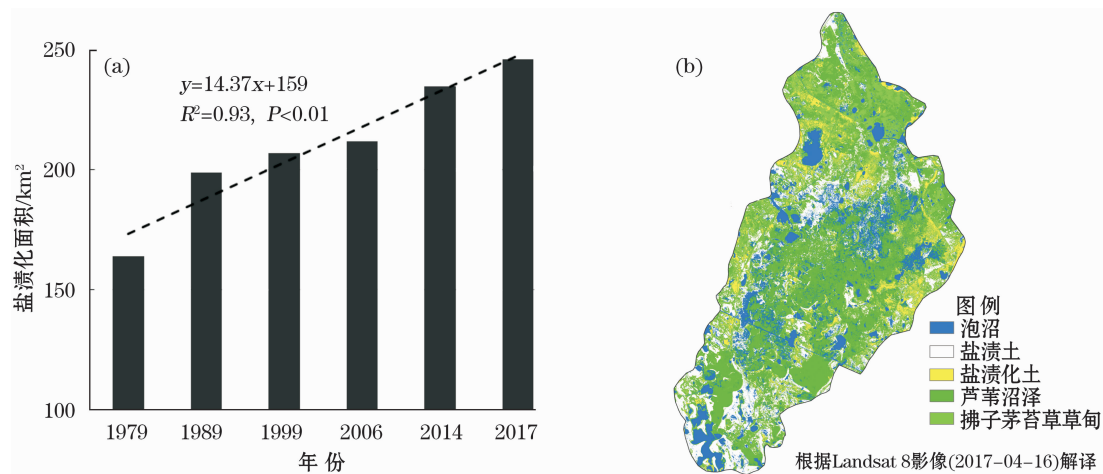 (a)
y=14.37x+159
R²=0.93, P<0.01
盐渍化面积/km²
250
200
150
100
1979 1989 1999 2006 2014 2017
年 份
(b)
图 例
泡沼
盐渍土
盐渍化土
芦苇沼泽
拂子茅苔草草甸
根据Landsat 8影像(2017-04-16)解译